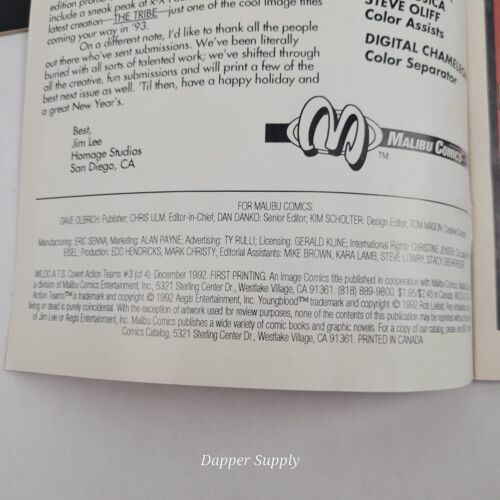 edition promo
include a sneak peak at
latest creation—THE TRIBE—just one of the cool Image titles
coming your way in '93.
On a different note, I'd like to thank all the people
out there who've sent submissions. We've been literally
buried with all sorts of talented work; we've shifted through
all the creative, fun submissions and will print a few of the
best next issue as well. 'Til then, have a happy holiday and
a great New Year's.
Best,
Jim Lee
Homage Studios
San Diego, CA
STEVE OLIFF
Color Assists
DIGITAL CHAMELEON
Color Separator
MALIBU COMICS
TM
FOR MALIBU COMICS:
DAVE OLBRICH: Publisher; CHRIS ULM: Editor-In-Chief; DAN DANKO: Senior Editor; KIM SCHOLTER: Design Editor; TOM MASON: Creative
Manufacturing: ERIC SENNA; Marketing: ALAN PAYNE; Advertising: TY RULLI; Licensing: GERALD KLINE; International Rights: CHRISTINE JENSEN;
EISEL; Production: EDD HENDRICKS, MARK CHRISTY; Editorial Assistants: MIKE BROWN, KARA LAMB, STEVE LOWRY, STACY
WILDC.A.T.S. Covert Action Teams #3 (of 4). December 1992. FIRST PRINTING. An Image Comics title published in cooperation with Malibu Comics,
a division of Malibu Comics Entertainment, Inc., 5321 Sterling Center Dr., Westlake Village, CA 91361. (818) 889-9800. $1.95/$2.45 in Canada.
Action Teams™ is trademark and copyright © 1992 Aegis Entertainment, Inc. Youngblood™ trademark and copyright © 1992 Rob Liefeld. Any
living or dead is purely coincidental. With the exception of artwork used for review purposes, none of the contents of this publication may be reprinted
of Jim Lee or Aegis Entertainment, Inc. Malibu Comics publishes a wide variety of comic books and graphic novels. For a copy of our catalog, please
Comics Catalog, 5321 Sterling Center Dr., Westlake Village, CA. 91361. PRINTED IN CANADA
Dapper Supply